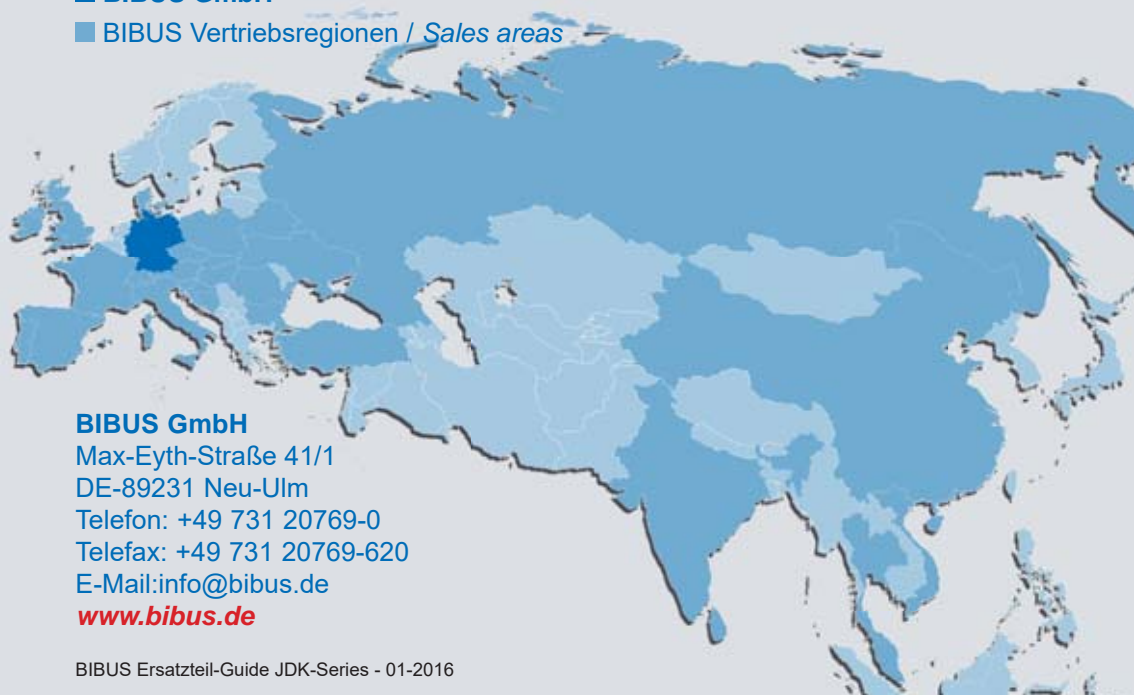 BIBUS GmbH
BIBUS Vertriebsregionen / Sales areas
BIBUS GmbH
Max-Eyth-Straße 41/1
DE-89231 Neu-Ulm
Telefon: +49 731 20769-0
Telefax: +49 731 20769-620
E-Mail:info@bibus.de
www.bibus.de
BIBUS Ersatzteil-Guide JDK-Series - 01-2016